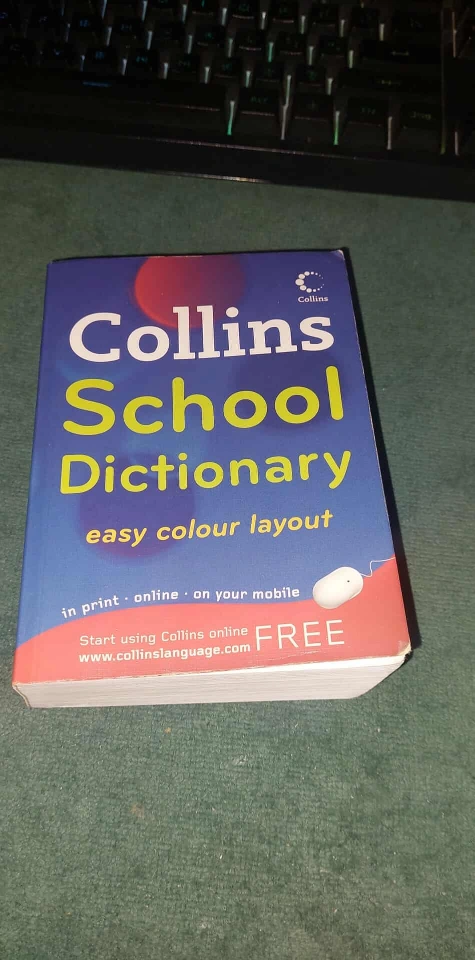 Collins
Collins
School
Dictionary
easy colour layout
in print · online · on your mobile
Start using Collins online FREE
www.collinslanguage.com